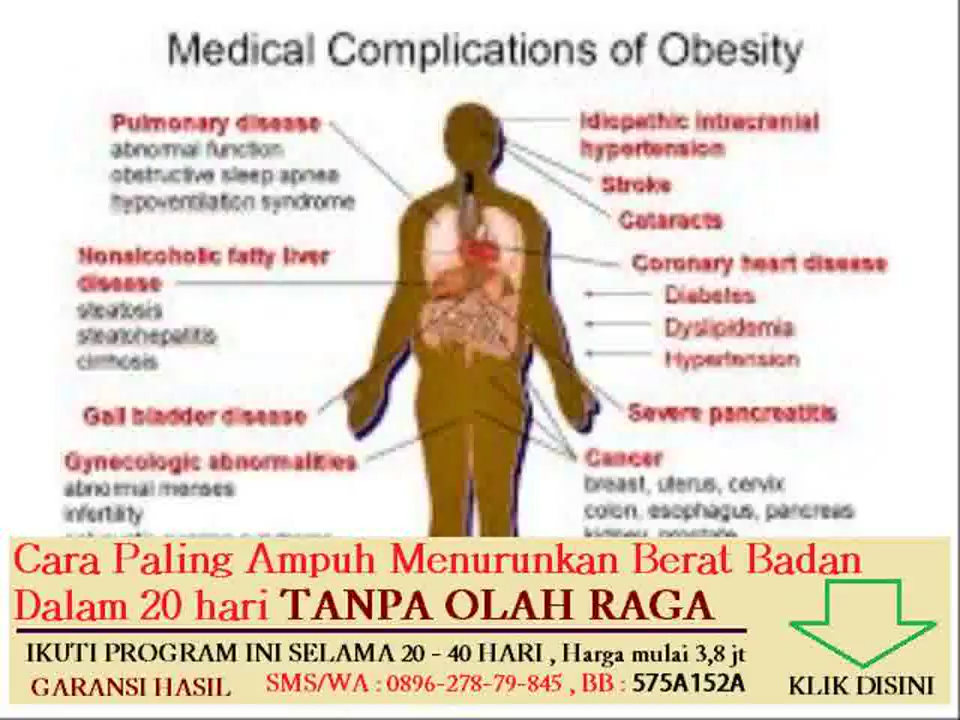 Medical Complications of Obesity
Pulmonary disease
abnormal function
obstructive sleep apnea
hypoventilation syndrome
Nonalcoholic fatty liver
disease
steatosis
steatohepatitis
cirrhosis
Gall bladder disease
Gynecologic abnormalities
abnormal menses
infertility
Idiopathic intracranial
hypertension
Stroke
Cataracts
Coronary heart disease
Diabetes
Dyslipidemia
Hypertension
Severe pancreatitis
Cancer
breast, uterus, cervix
colon, esophagus, pancreas
kidney, prostate
Cara Paling Ampuh Menurunkan Berat Badan
Dalam 20 hari TANPA OLAH RAGA
IKUTI PROGRAM INI SELAMA 20 - 40 HARI , Harga mulai 3,8 jt
GARANSI HASIL SMS/WA : 0896-278-79-845 , BB : 575A152A
KLIK DISINI